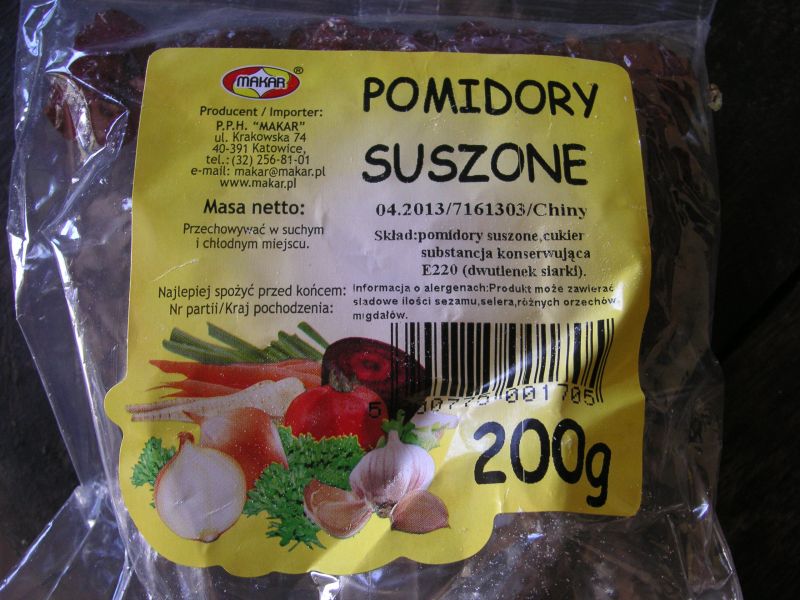 MAKAR ®
Producent / Importer:
P.P.H. "MAKAR"
ul. Krakowska 74
40-391 Katowice,
tel.:(32) 256-81-01
e-mail: makar@makar.pl
www.makar.pl
Masa netto:
Przechowywać w suchym
i chłodnym miejscu.
Najlepiej spożyć przed końcem:
Nr partii/Kraj pochodzenia:
POMIDORY
SUSZONE
04.2013/7161303/Chiny
Skład:pomidory suszone,cukier
substancja konserwująca
E220 (dwutlenek siarki).
Informacja o alergenach:Produkt może zawierać
śladowe ilości sezamu,selera,różnych orzechów
migdałów.
001705
200g